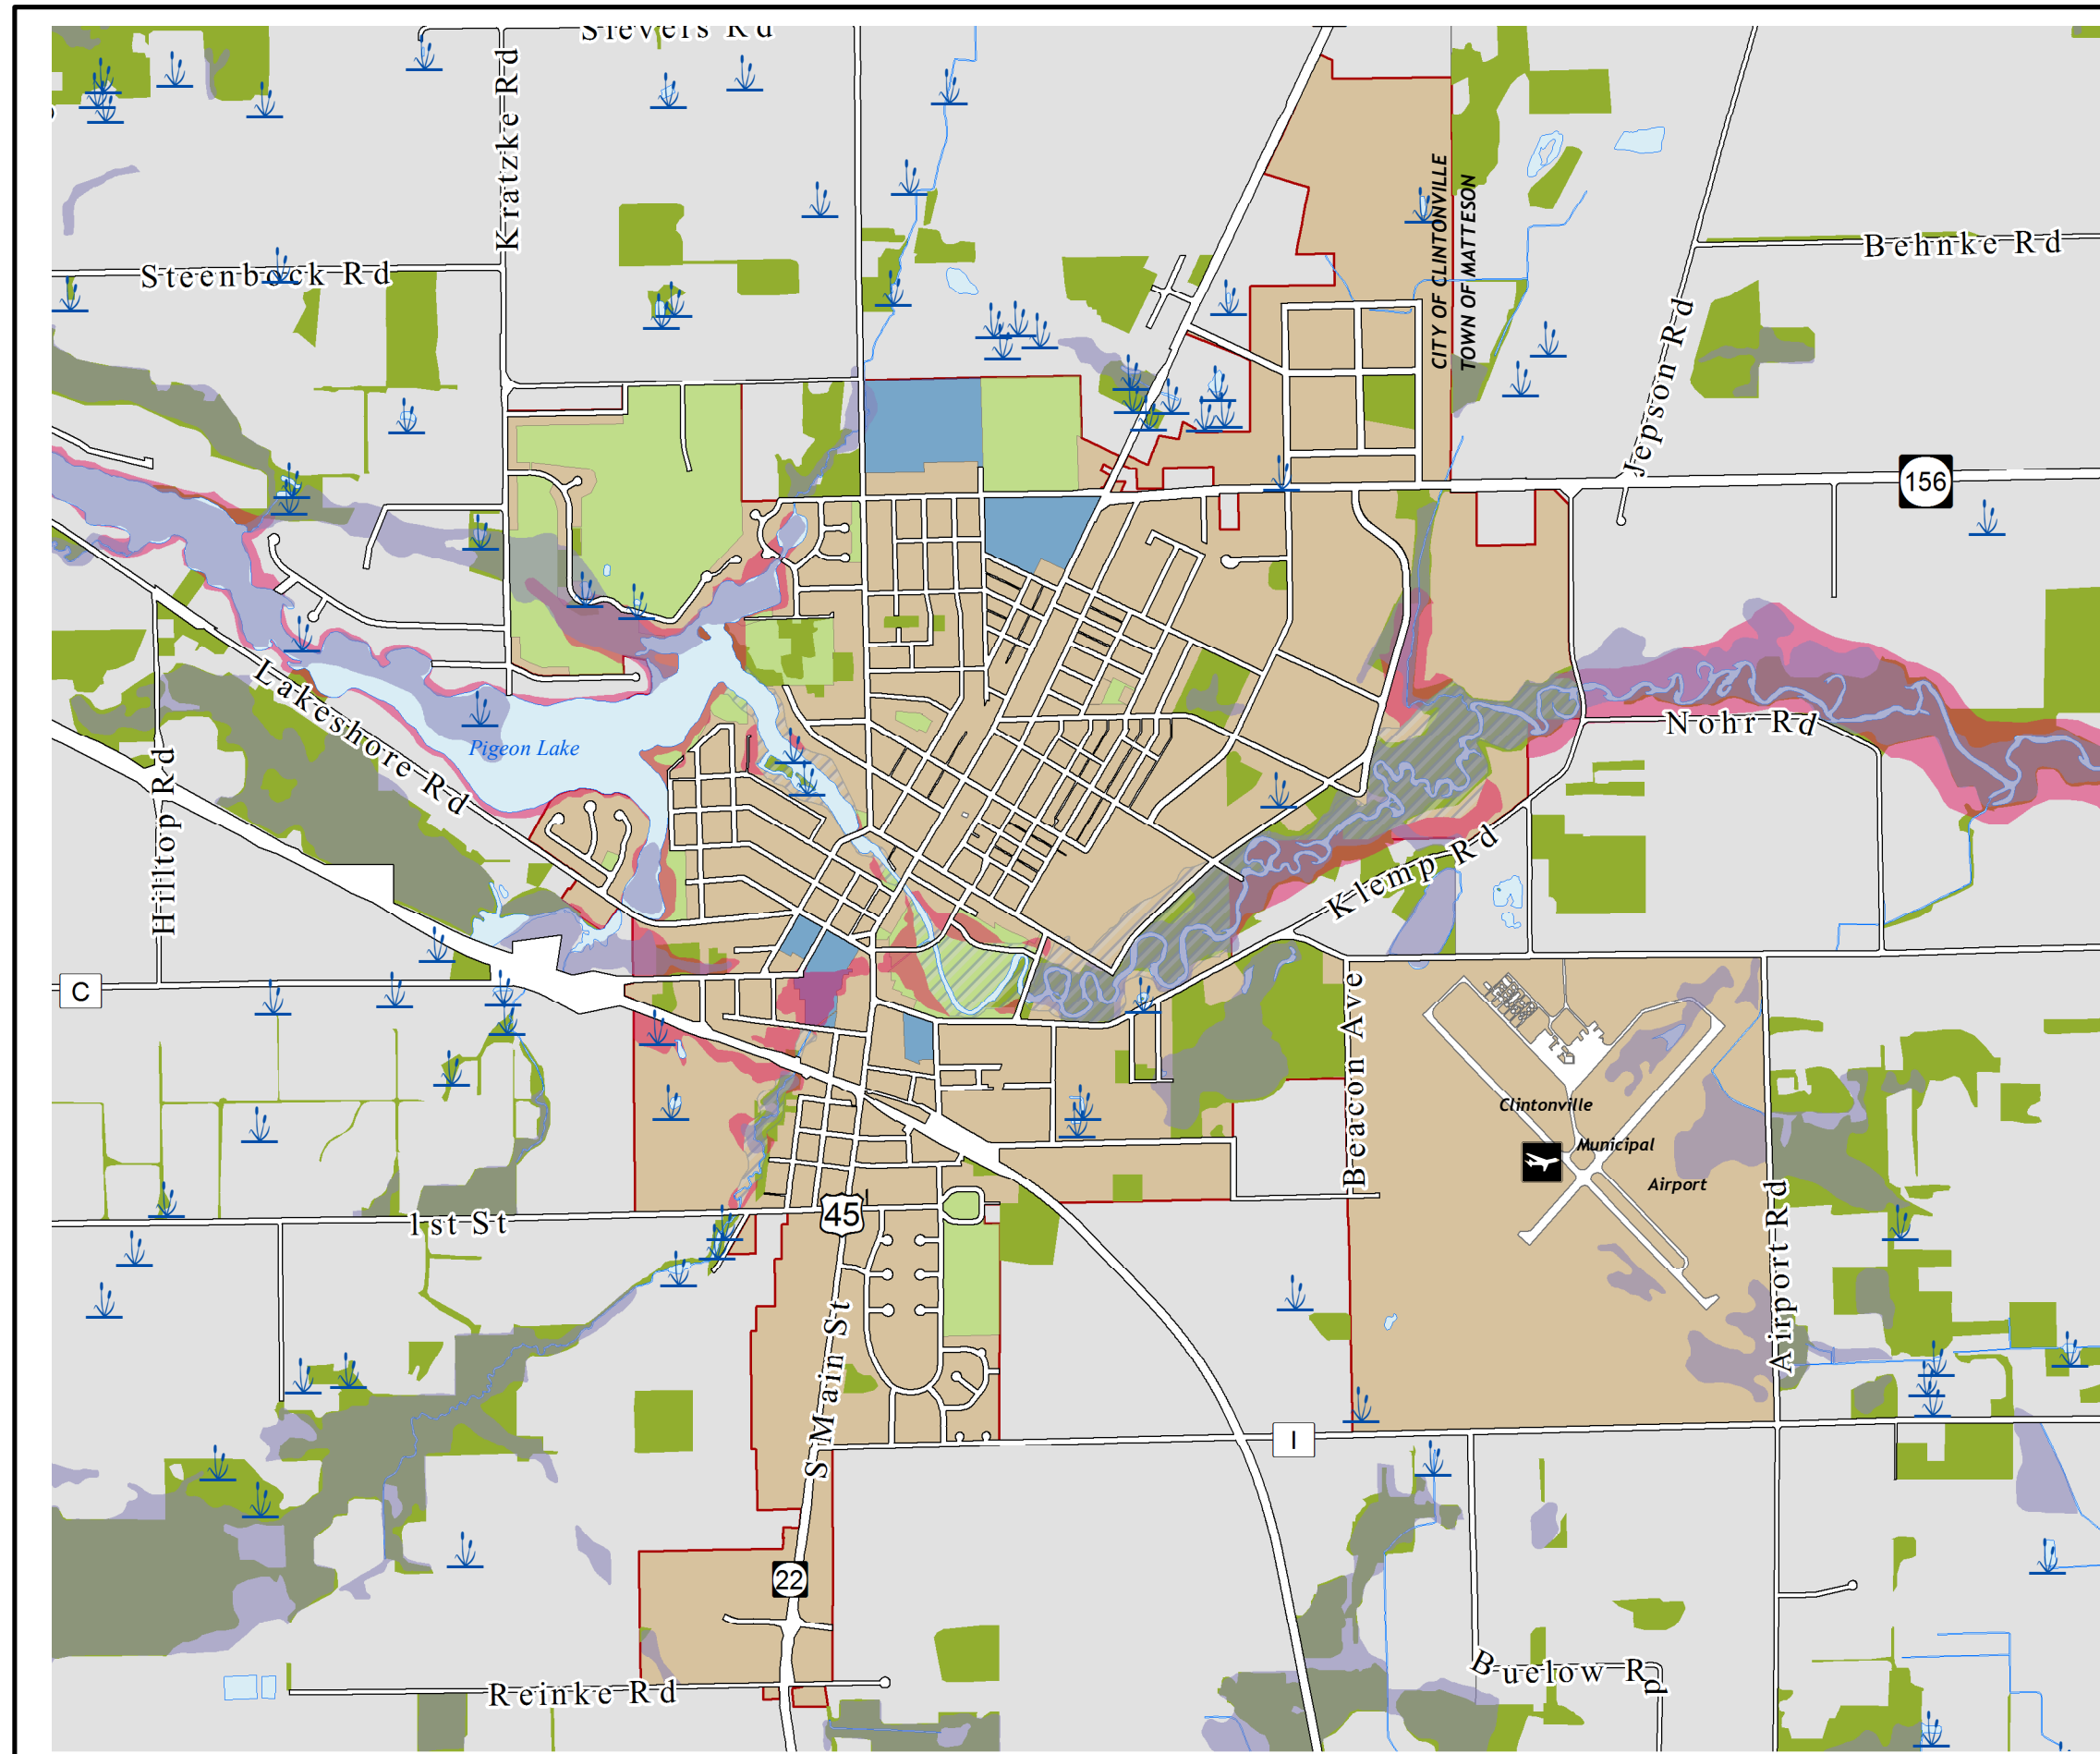 Sievers Rd
Kratzke Rd
CITY OF CLINTONVILLE
TOWN OF MATTESON
Behnke Rd
Steenbock Rd
Jepson Rd
156
Lakeshore Rd
Pigeon Lake
Nohr Rd
Hilltop Rd
Klemp Rd
C
Beacon Ave
Clintonville
Municipal
Airport
Airport Rd
1st St
45
S Main St
I
22
Buelow Rd
Reinke Rd